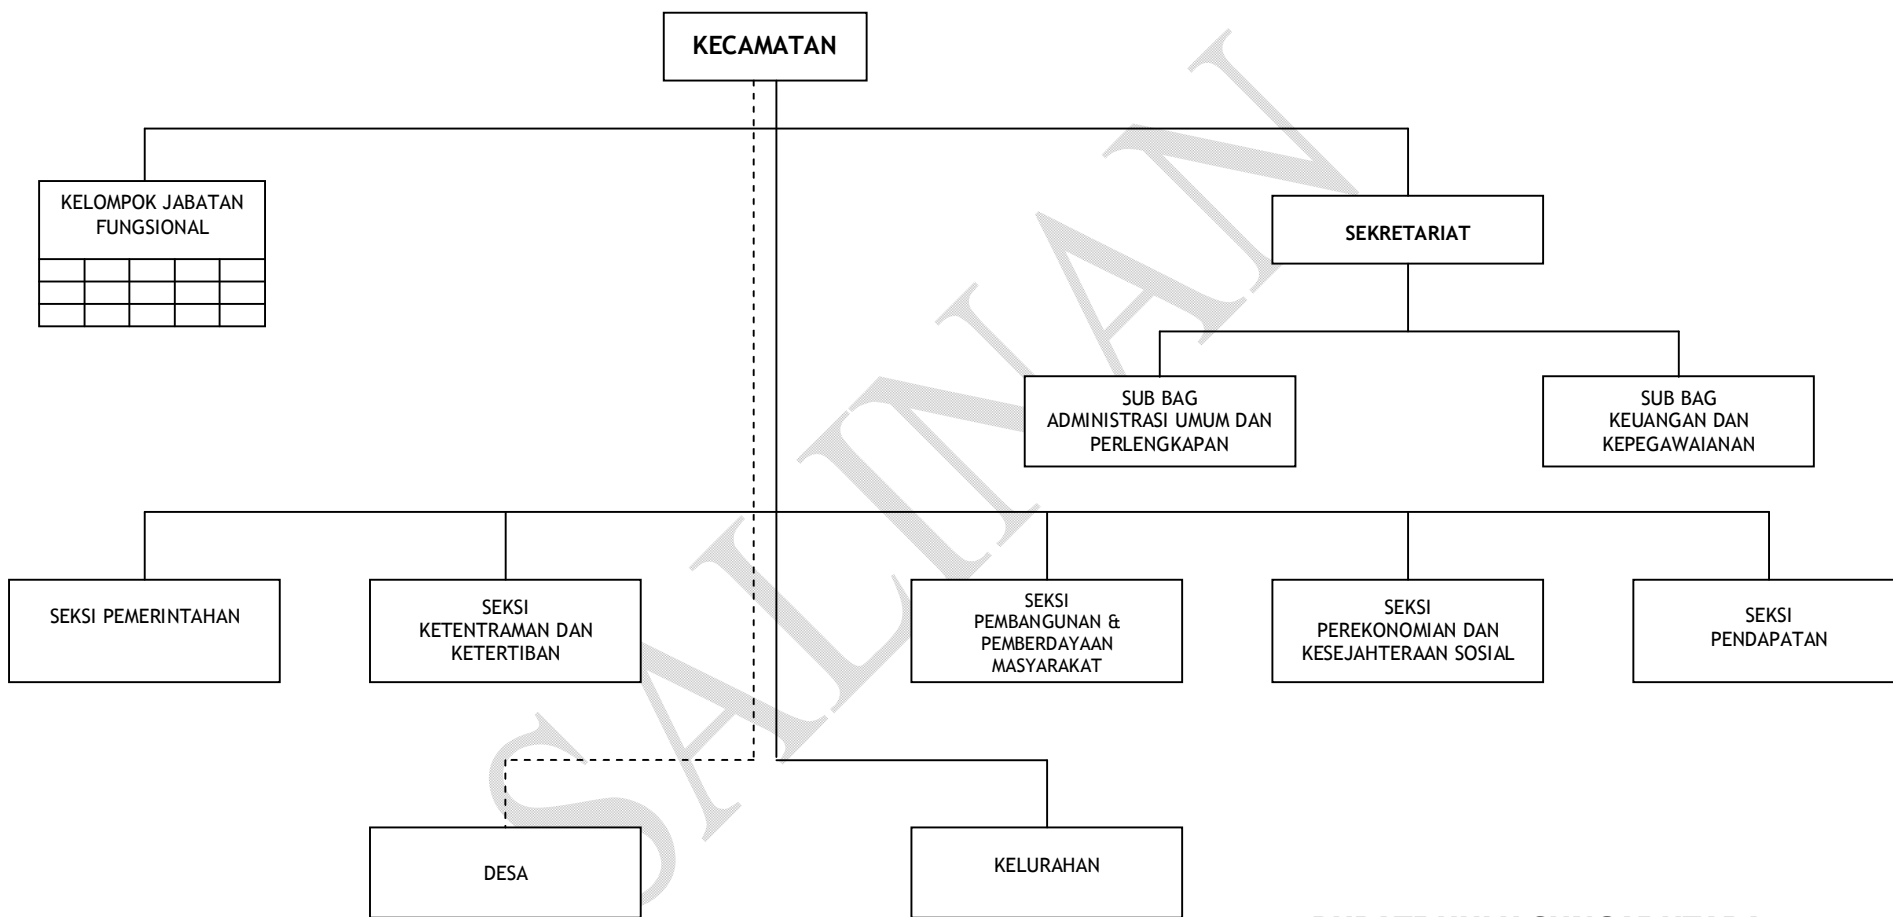 KECAMATAN
KELOMPOK JABATAN
FUNGSIONAL
SEKRETARIAT
SUB BAG
ADMINISTRASI UMUM DAN
PERLENGKAPAN
SUB BAG
KEUANGAN DAN
KEPEGAWAIANAN
SEKSI PEMERINTAHAN
SEKSI
KETENTRAMAN DAN
KETERTIBAN
SEKSI
PEMBANGUNAN &
PEMBERDAYAAN
MASYARAKAT
SEKSI
PEREKONOMIAN DAN
KESEJAHTERAAN SOSIAL
SEKSI
PENDAPATAN
DESA
KELURAHAN
SALINAN